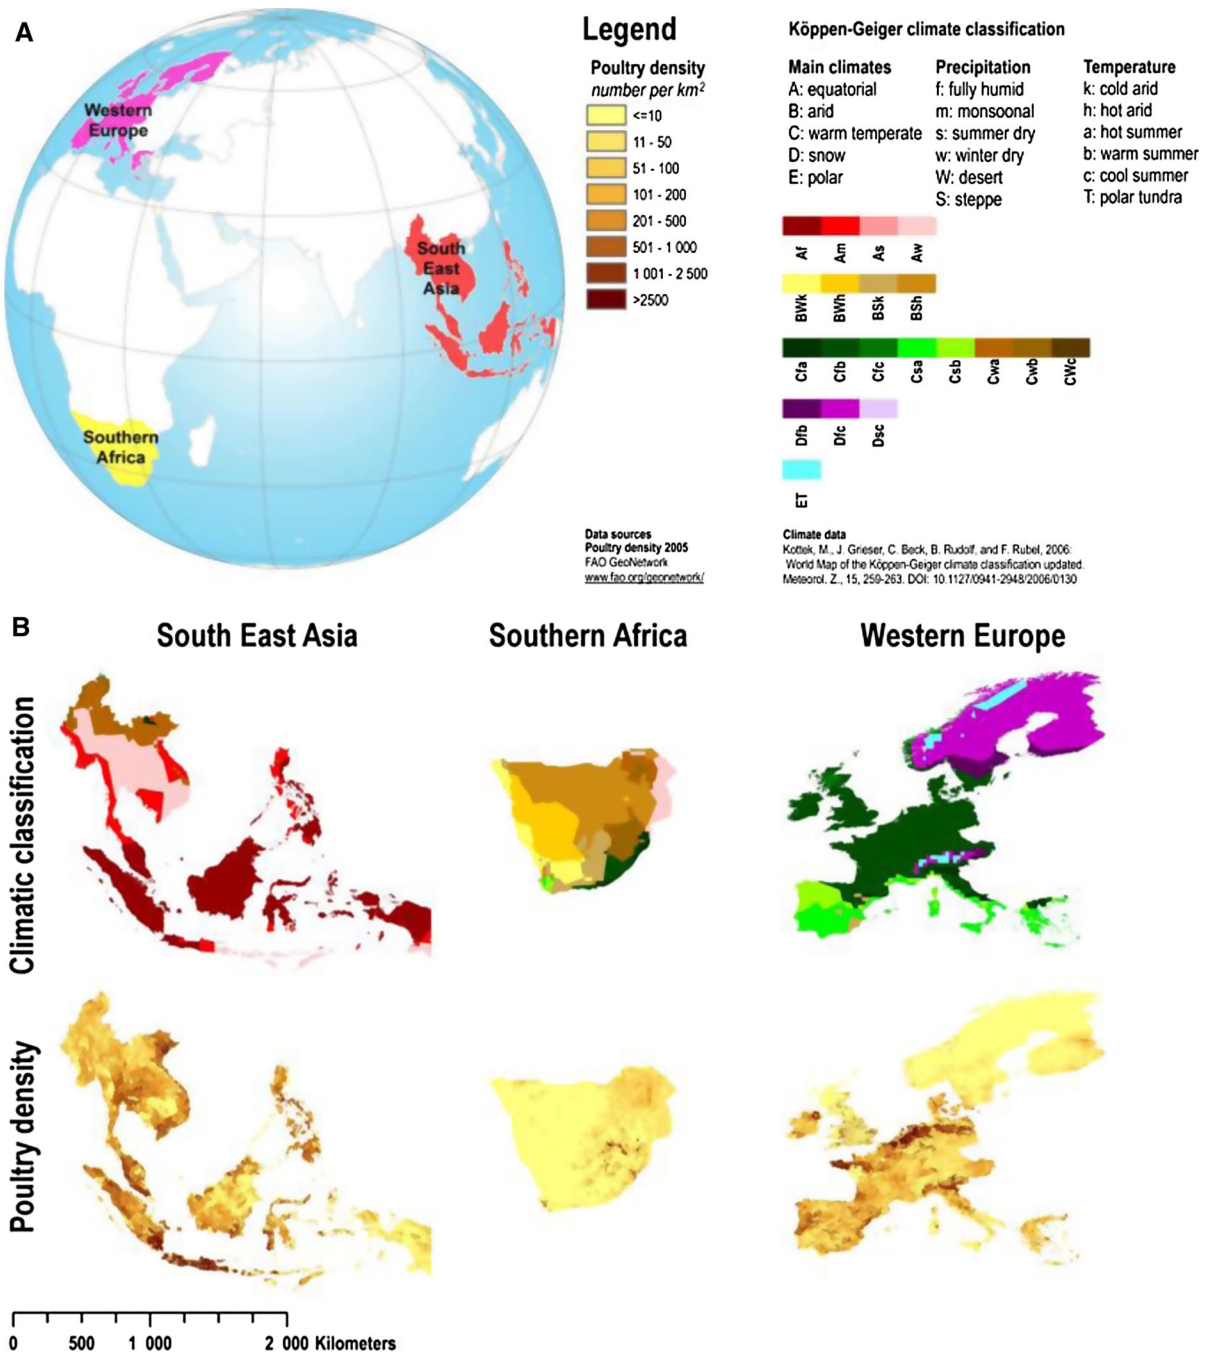 A
Western
Europe
South
East
Asia
Southern
Africa
Legend
Poultry density
number per km2
<=10
11 - 50
51 - 100
101 - 200
201 - 500
501 - 1 000
1 001 - 2 500
>2500
Data sources
Poultry density 2005
FAO GeoNetwork
www.fao.org/geonetwork/
Köppen-Geiger climate classification
Main climates
A: equatorial
B: arid
C: warm temperate
D: snow
E: polar
Precipitation
f: fully humid
m: monsoonal
s: summer dry
w: winter dry
W: desert
S: steppe
Temperature
k: cold arid
h: hot arid
a: hot summer
b: warm summer
c: cool summer
T: polar tundra
Af Am As Aw
BWk BWh BSk BSh
Cfa Cfb Cfc Csa Csb Cwa Cwb CWc
Dfb Dfc Dsc
ET
Climate data
Kottek, M., J. Grieser, C. Beck, B. Rudolf, and F. Rubel, 2006:
World Map of the Köppen-Geiger climate classification updated.
Meteorol. Z., 15, 259-263. DOI: 10.1127/0941-2948/2006/0130
B
South East Asia
Southern Africa
Western Europe
Climatic classification
Poultry density
0 500 1 000 2 000 Kilometers